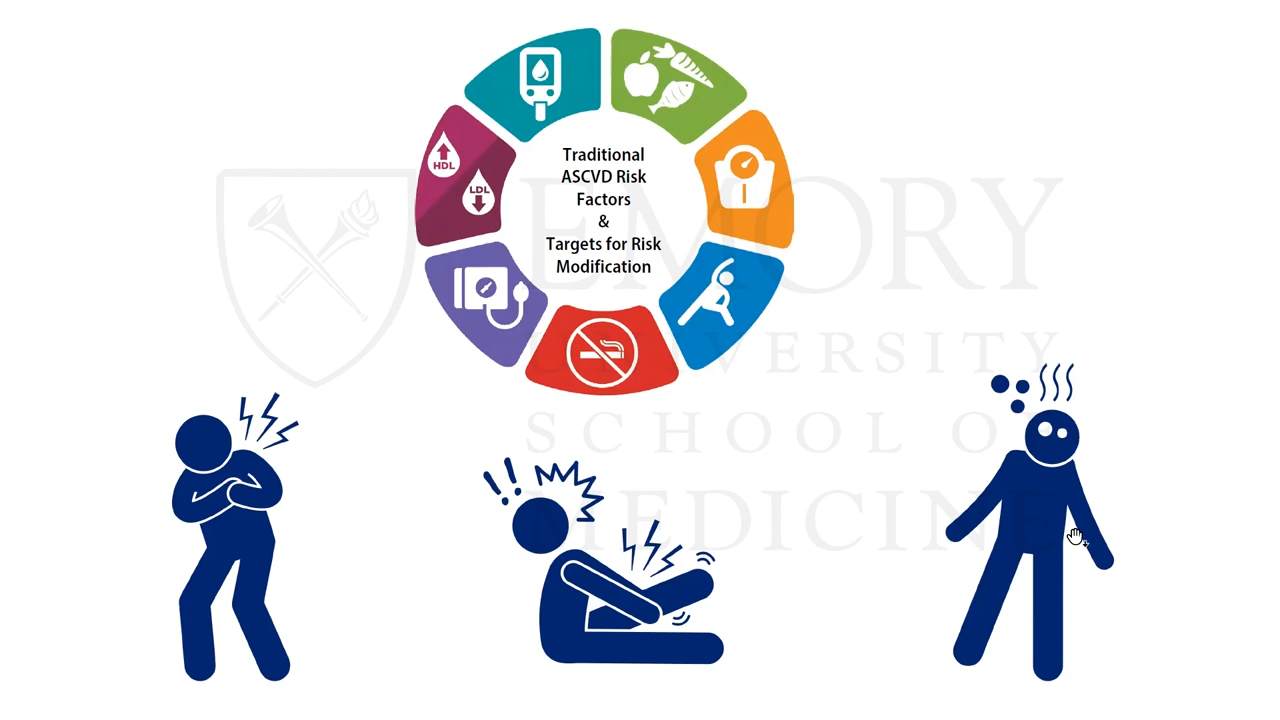 HDL
LDL
Traditional
ASCVD Risk
Factors
&
Targets for Risk
Modification
EMORY
UNIVERSITY
SCHOOL OF
MEDICINE
!!